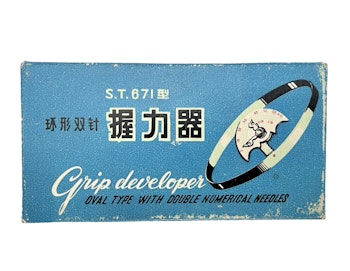 S.T. 671型
环形双针 握力器
Grip developer
OVAL TYPE WITH DOUBLE NUMERICAL NEEDLES